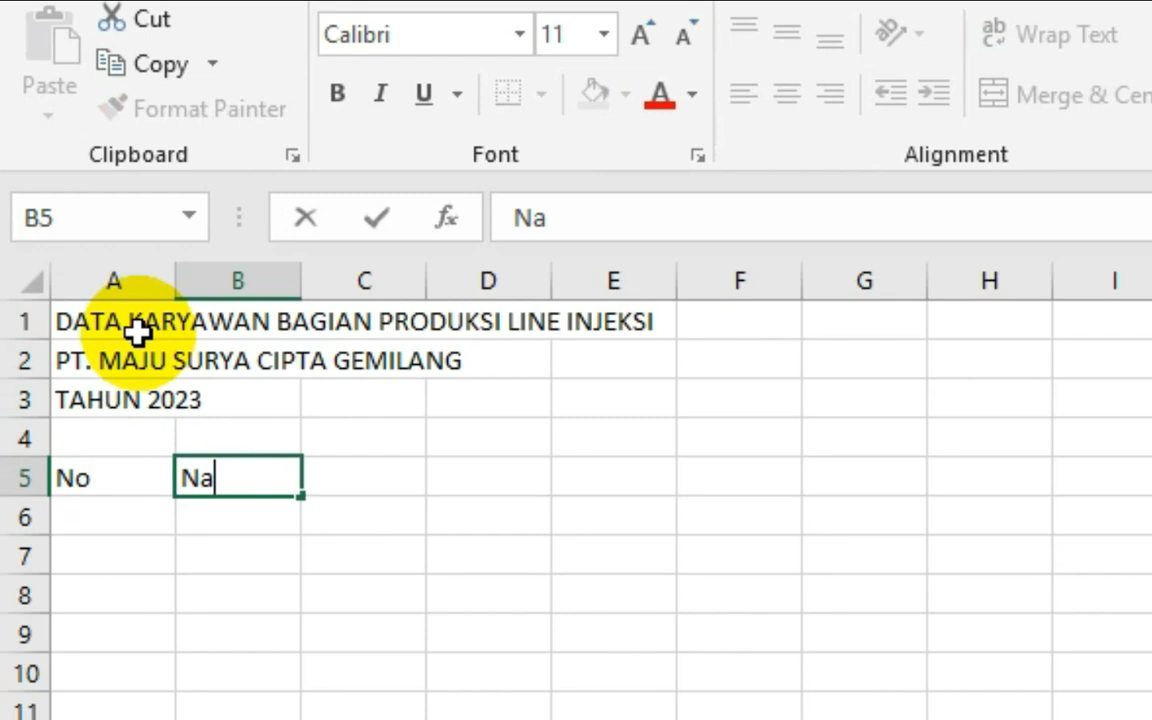 Cut
Calibri
11
A A
ab
c
Wrap Text
Paste
Copy
B I U
A
Merge & Cen
Format Painter
Clipboard
Font
Alignment
B5
fx
Na
A B C D E F G H I
1 DATA KARYAWAN BAGIAN PRODUKSI LINE INJEKSI
2 PT. MAJU SURYA CIPTA GEMILANG
3 TAHUN 2023
4
5 No Na
6
7
8
9
10
11